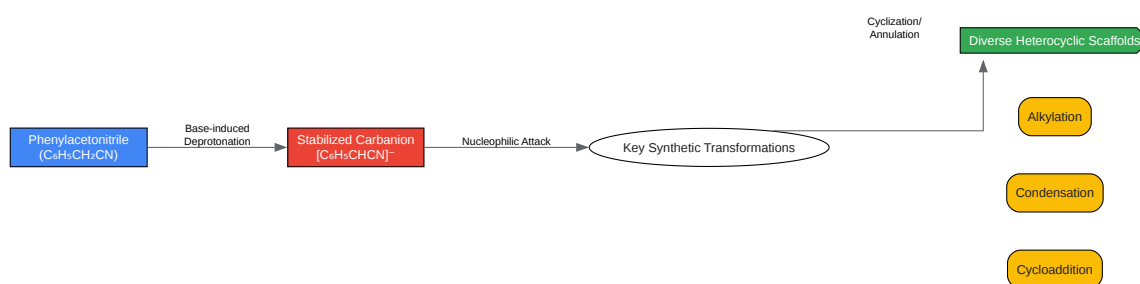 Phenylacetonitrile
(C₆H₅CH₂CN)
Base-induced
Deprotonation
Stabilized Carbanion
[C₆H₅CHCN]⁻
Nucleophilic Attack
Key Synthetic Transformations
Cyclization/
Annulation
Diverse Heterocyclic Scaffolds
Alkylation
Condensation
Cycloaddition